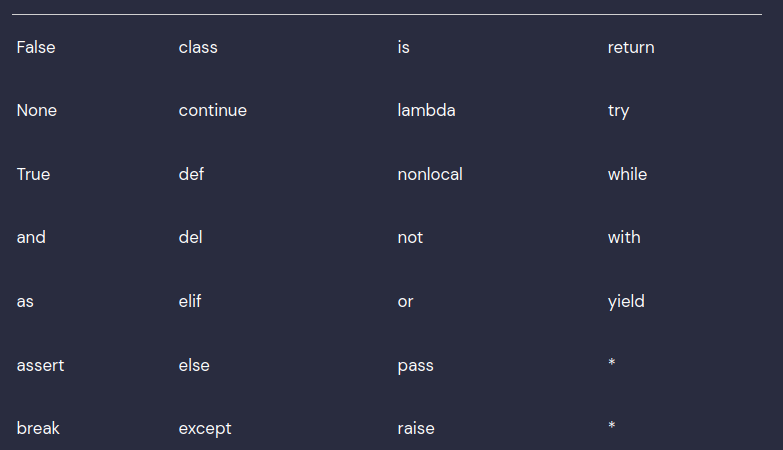 False class is return
None continue lambda try
True def nonlocal while
and del not with
as elif or yield
assert else pass *
break except raise *